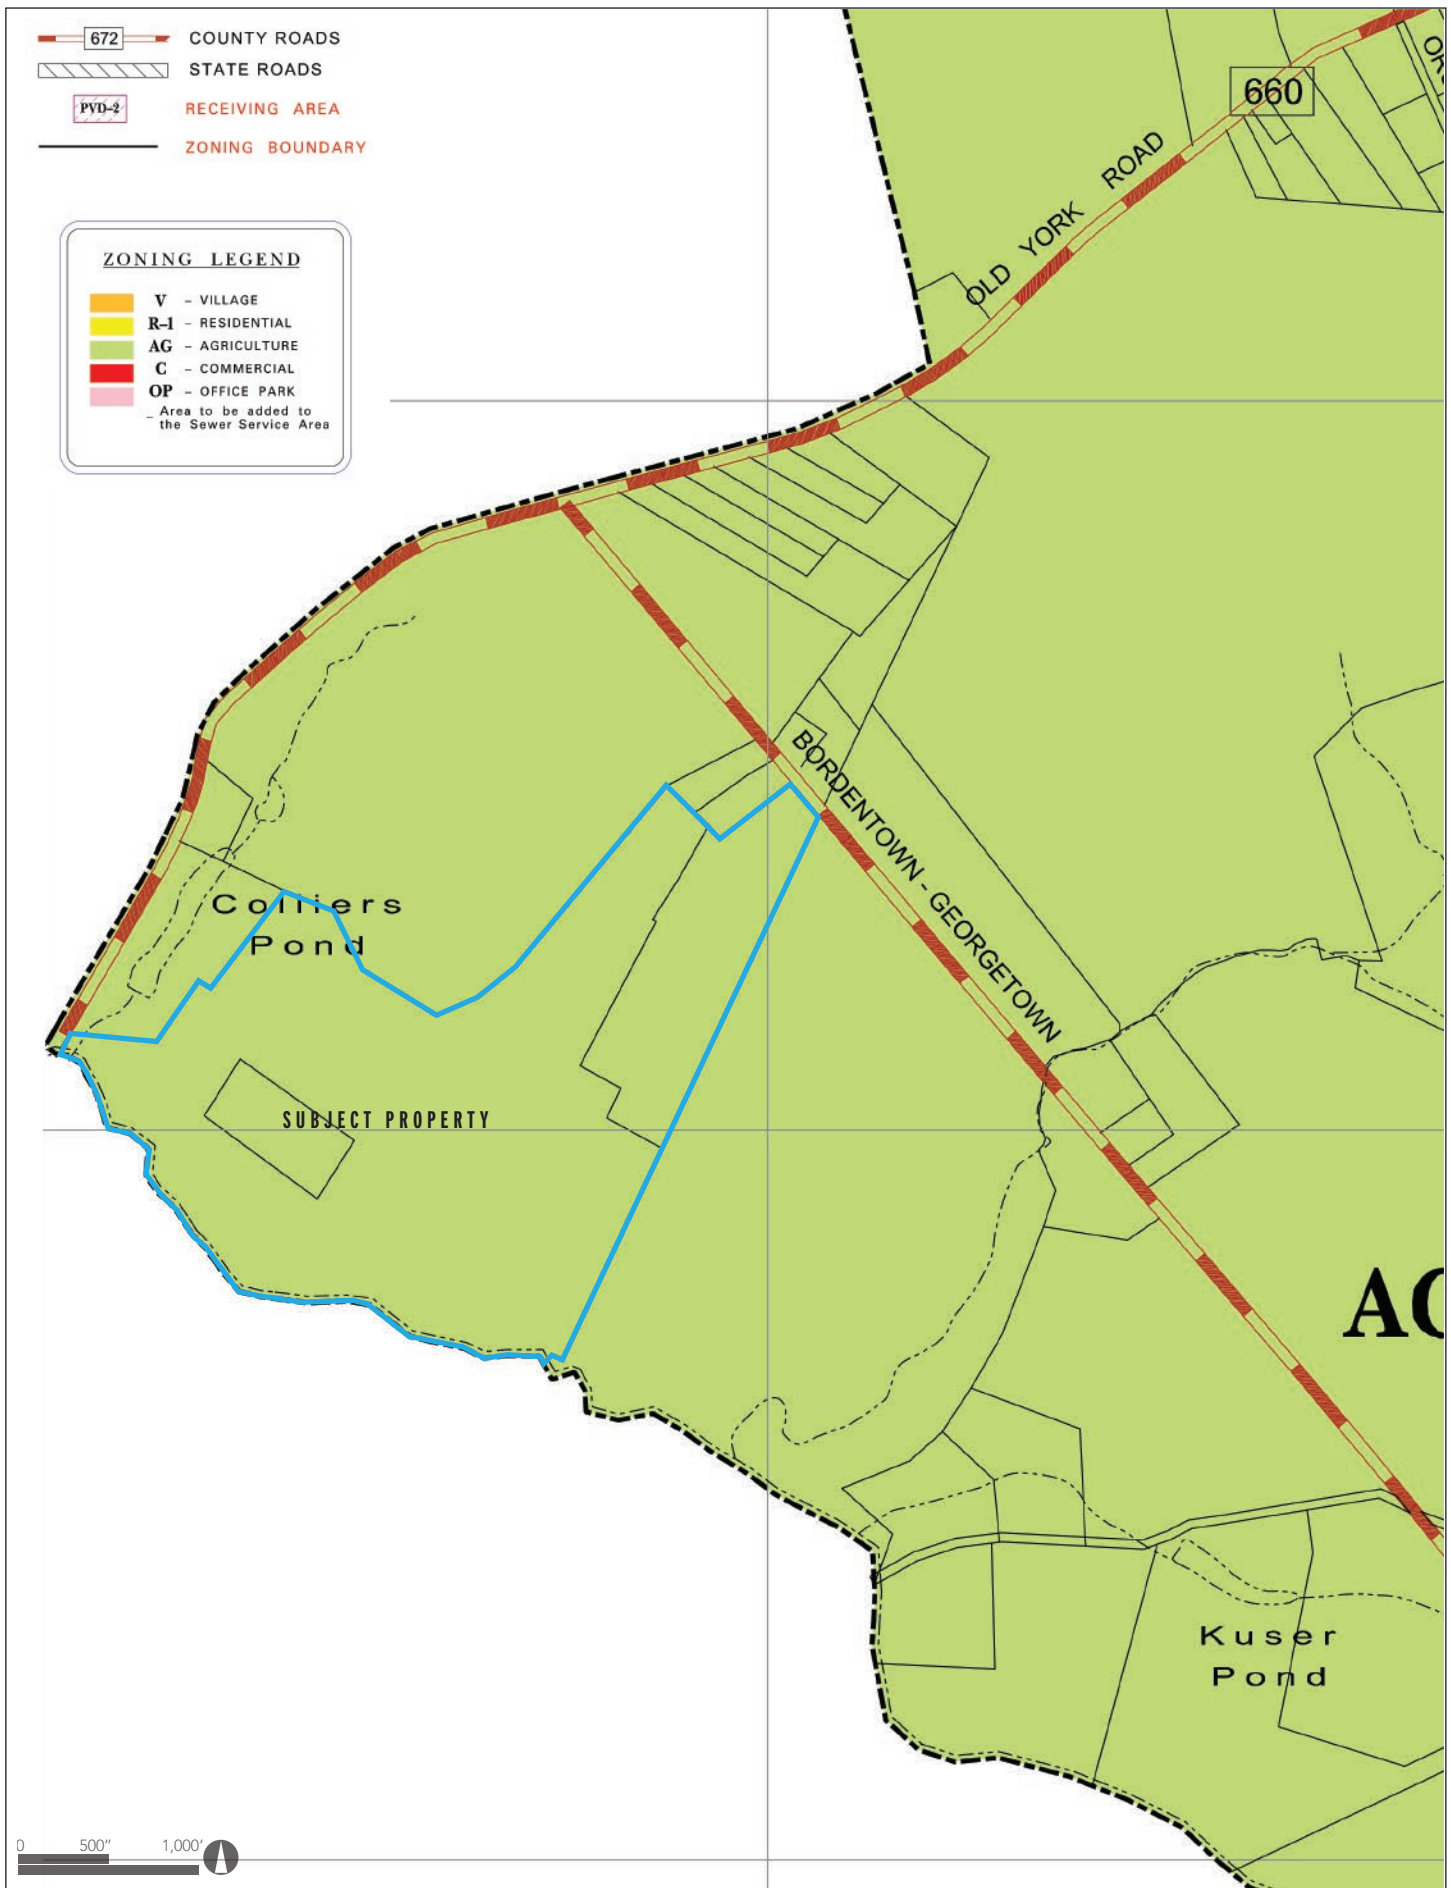 672 COUNTY ROADS
STATE ROADS
PVD-2 RECEIVING AREA
ZONING BOUNDARY
ZONING LEGEND
V – VILLAGE
R-1 – RESIDENTIAL
AG – AGRICULTURE
C – COMMERCIAL
OP – OFFICE PARK
– Area to be added to
the Sewer Service Area
660
OLD YORK ROAD
BORDENTOWN - GEORGETOWN
Colliers
Pond
SUBJECT PROPERTY
Kuser
Pond
0 500" 1,000'